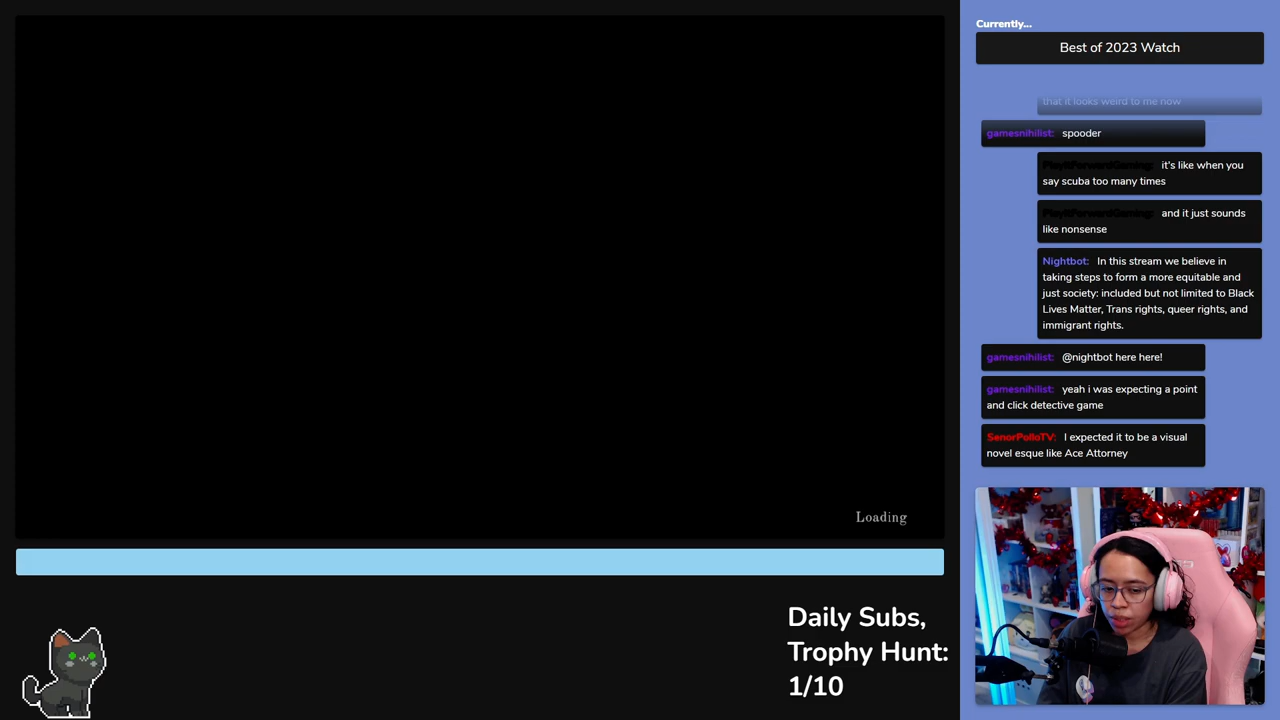 Currently...
Best of 2023 Watch
that it looks weird to me now
gamesnihilist: spooder
PlayItForwardGaming: it's like when you
say scuba too many times
PlayItForwardGaming: and it just sounds
like nonsense
Nightbot: In this stream we believe in
taking steps to form a more equitable and
just society: included but not limited to Black
Lives Matter, Trans rights, queer rights, and
immigrant rights.
gamesnihilist: @nightbot here here!
gamesnihilist: yeah i was expecting a point
and click detective game
SenorPolloTV: I expected it to be a visual
novel esque like Ace Attorney
Loading
Daily Subs,
Trophy Hunt:
1/10